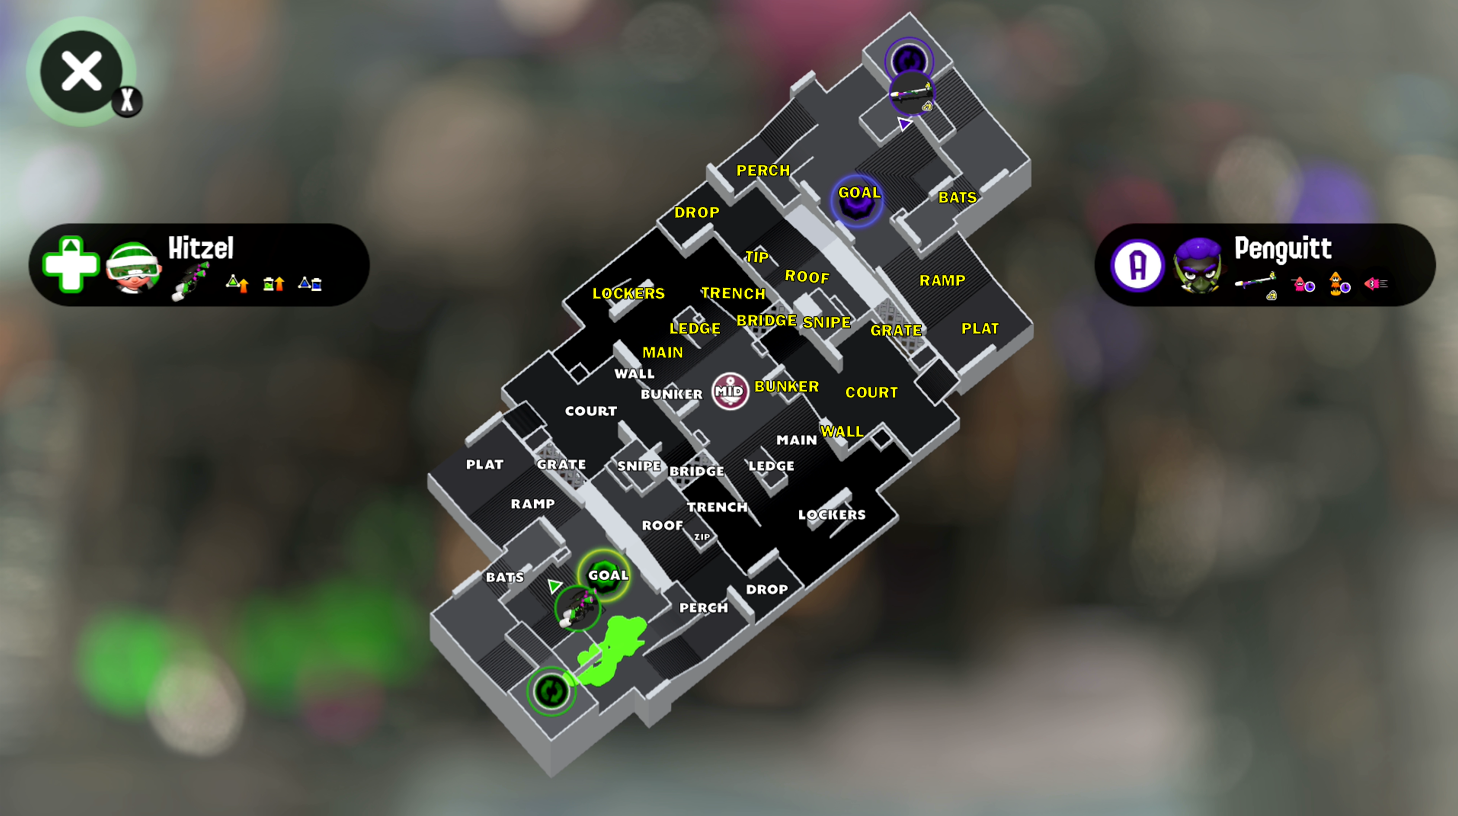 X
Hitzel
A
Penguitt
PERCH
GOAL
BATS
DROP
TIP
ROOF
RAMP
LOCKERS
TRENCH
BRIDGE
SNIPE
LEDGE
GRATE
PLAT
MAIN
WALL
BUNKER
MID
BUNKER
COURT
COURT
WALL
MAIN
PLAT
GRATE
SNIPE
BRIDGE
LEDGE
RAMP
TRENCH
LOCKERS
ROOF
ZIP
BATS
GOAL
DROP
PERCH